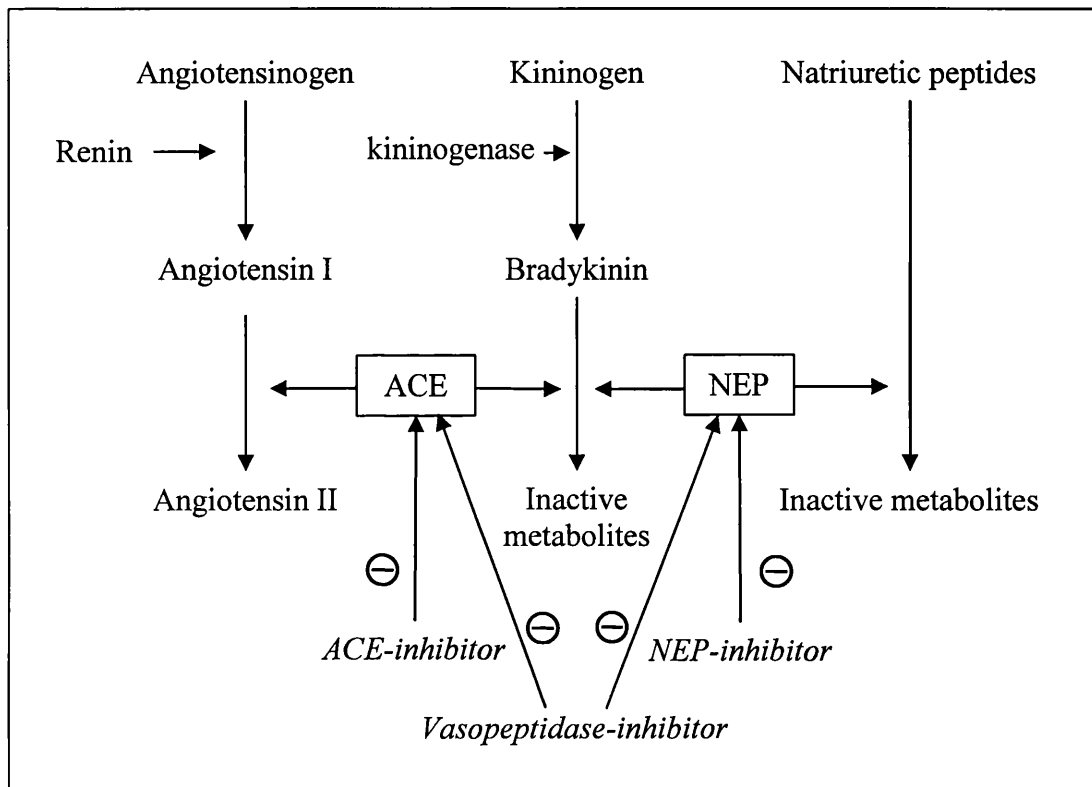 Angiotensinogen Kininogen Natriuretic peptides
Renin kininogenase
Angiotensin I Bradykinin
ACE NEP
Angiotensin II Inactive metabolites Inactive metabolites
ACE-inhibitor NEP-inhibitor
Vasopeptidase-inhibitor